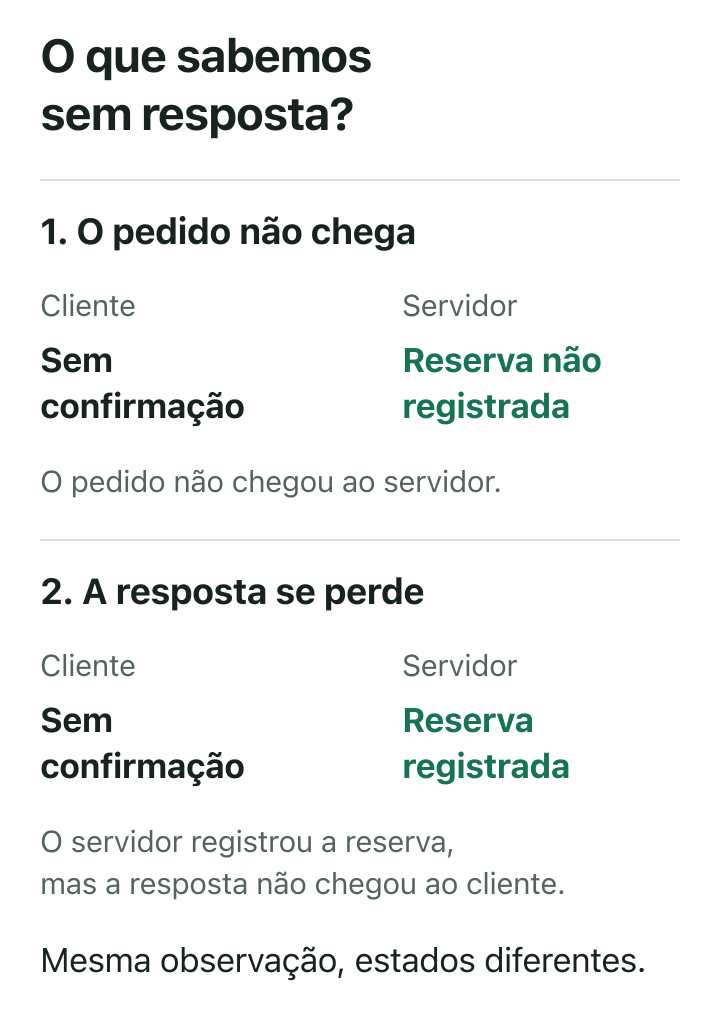 O que sabemos
sem resposta?
1. O pedido não chega
Cliente
Servidor
Sem
confirmação
Reserva não
registrada
O pedido não chegou ao servidor.
2. A resposta se perde
Cliente
Servidor
Sem
confirmação
Reserva
registrada
O servidor registrou a reserva,
mas a resposta não chegou ao cliente.
Mesma observação, estados diferentes.